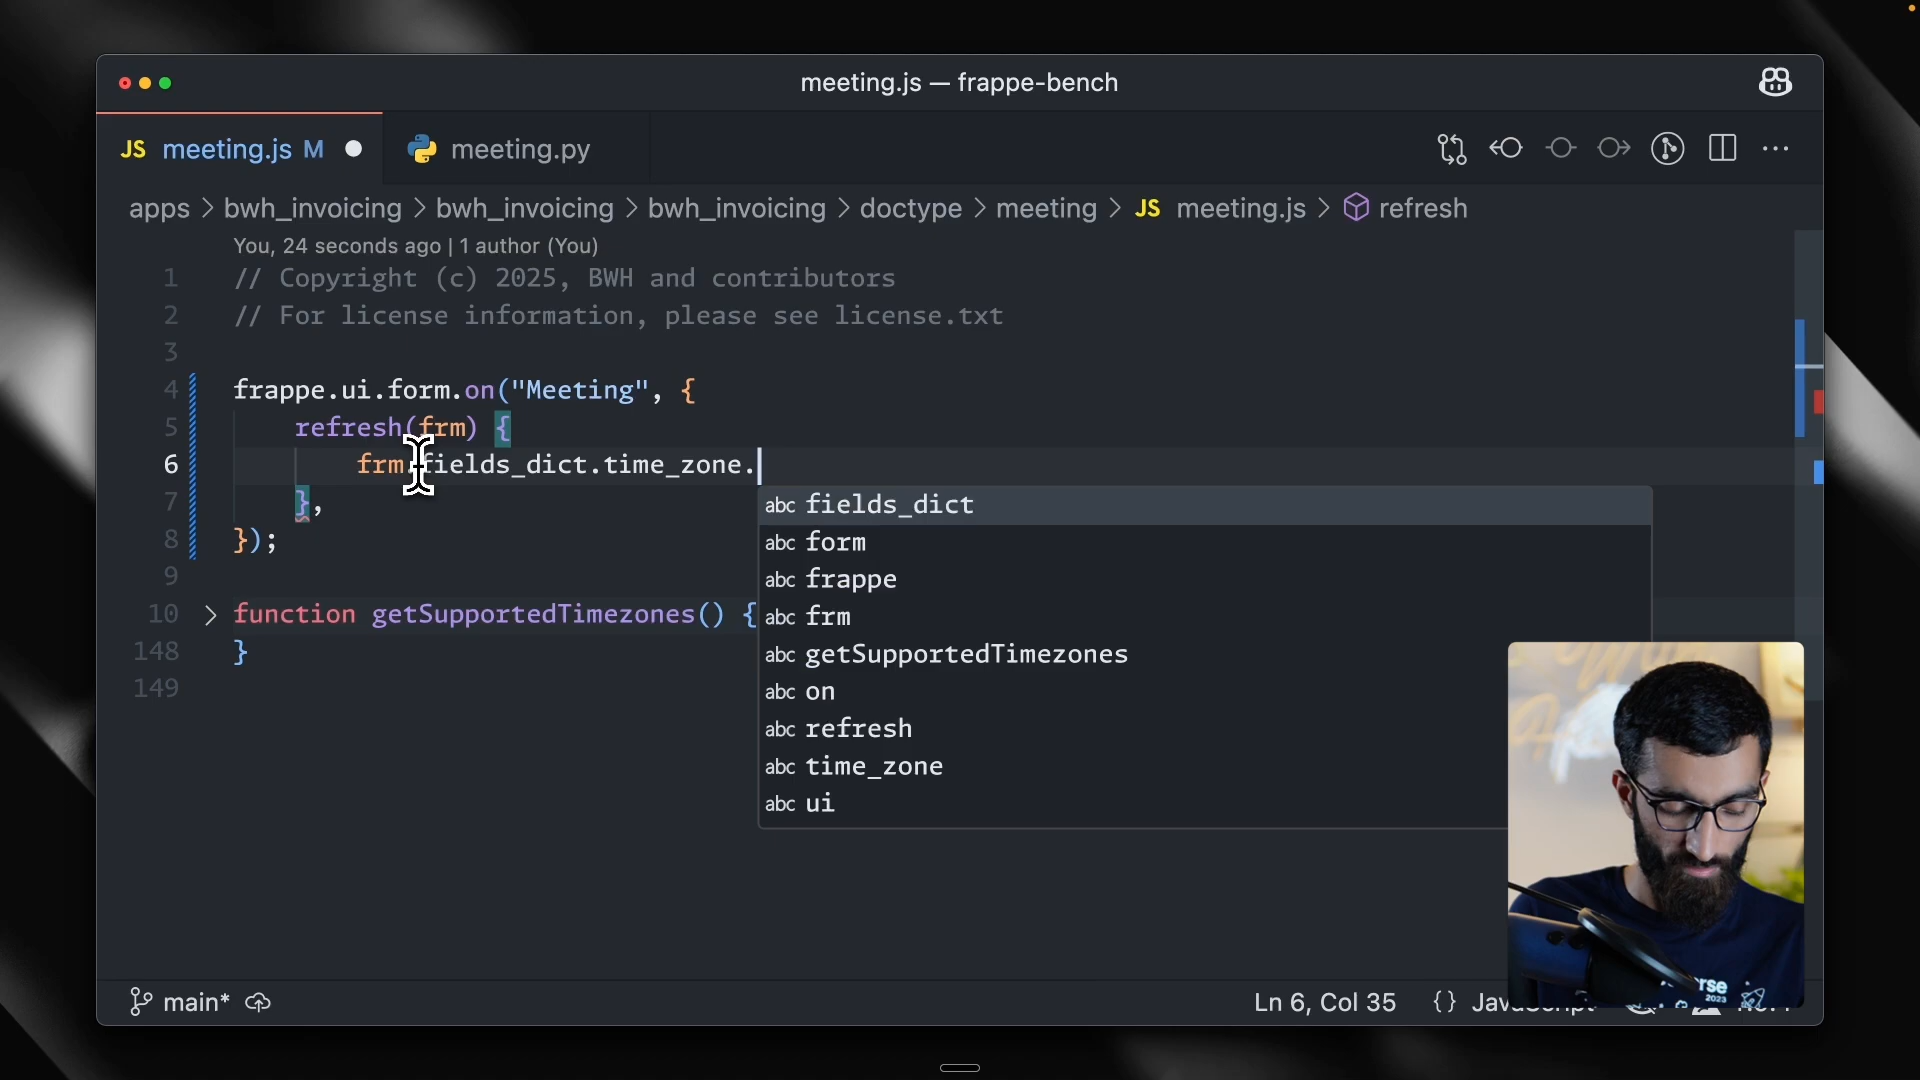 meeting.js — frappe-bench
JS meeting.js M
meeting.py
apps > bwh_invoicing > bwh_invoicing > bwh_invoicing > doctype > meeting > JS meeting.js > refresh
You, 24 seconds ago | 1 author (You)
1 // Copyright (c) 2025, BWH and contributors
2 // For license information, please see license.txt
3
4 frappe.ui.form.on("Meeting", {
5 refresh(frm) {
6 frm.fields_dict.time_zone.
7 },
8 });
9
10 > function getSupportedTimezones() {
148 }
149
abc fields_dict
abc form
abc frappe
abc frm
abc getSupportedTimezones
abc on
abc refresh
abc time_zone
abc ui
2023
main*
Ln 6, Col 35
{} JavaScript